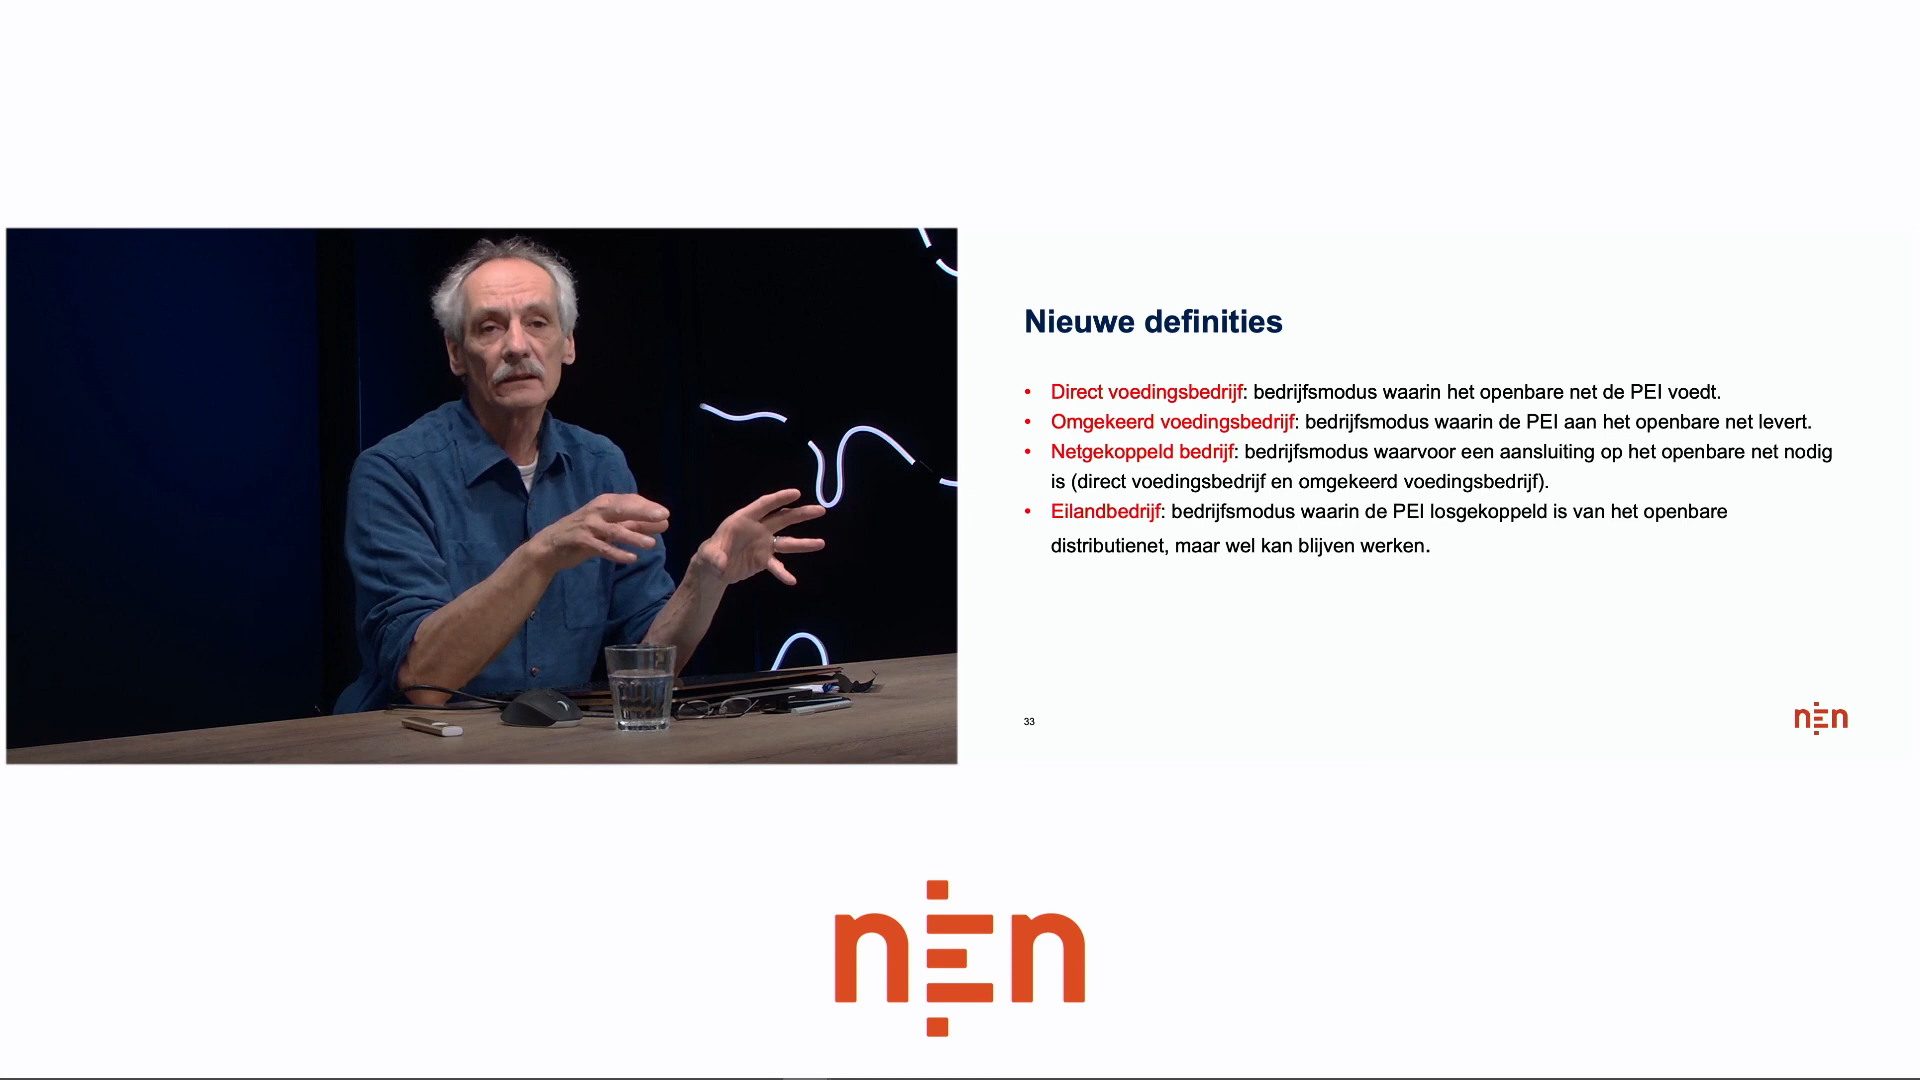 Nieuwe definities
• Direct voedingsbedrijf: bedrijfsmodus waarin het openbare net de PEI voedt.
• Omgekeerd voedingsbedrijf: bedrijfsmodus waarin de PEI aan het openbare net levert.
• Netgekoppeld bedrijf: bedrijfsmodus waarvoor een aansluiting op het openbare net nodig
is (direct voedingsbedrijf en omgekeerd voedingsbedrijf).
• Eilandbedrijf: bedrijfsmodus waarin de PEI losgekoppeld is van het openbare
distributienet, maar wel kan blijven werken.
33
nen
nen